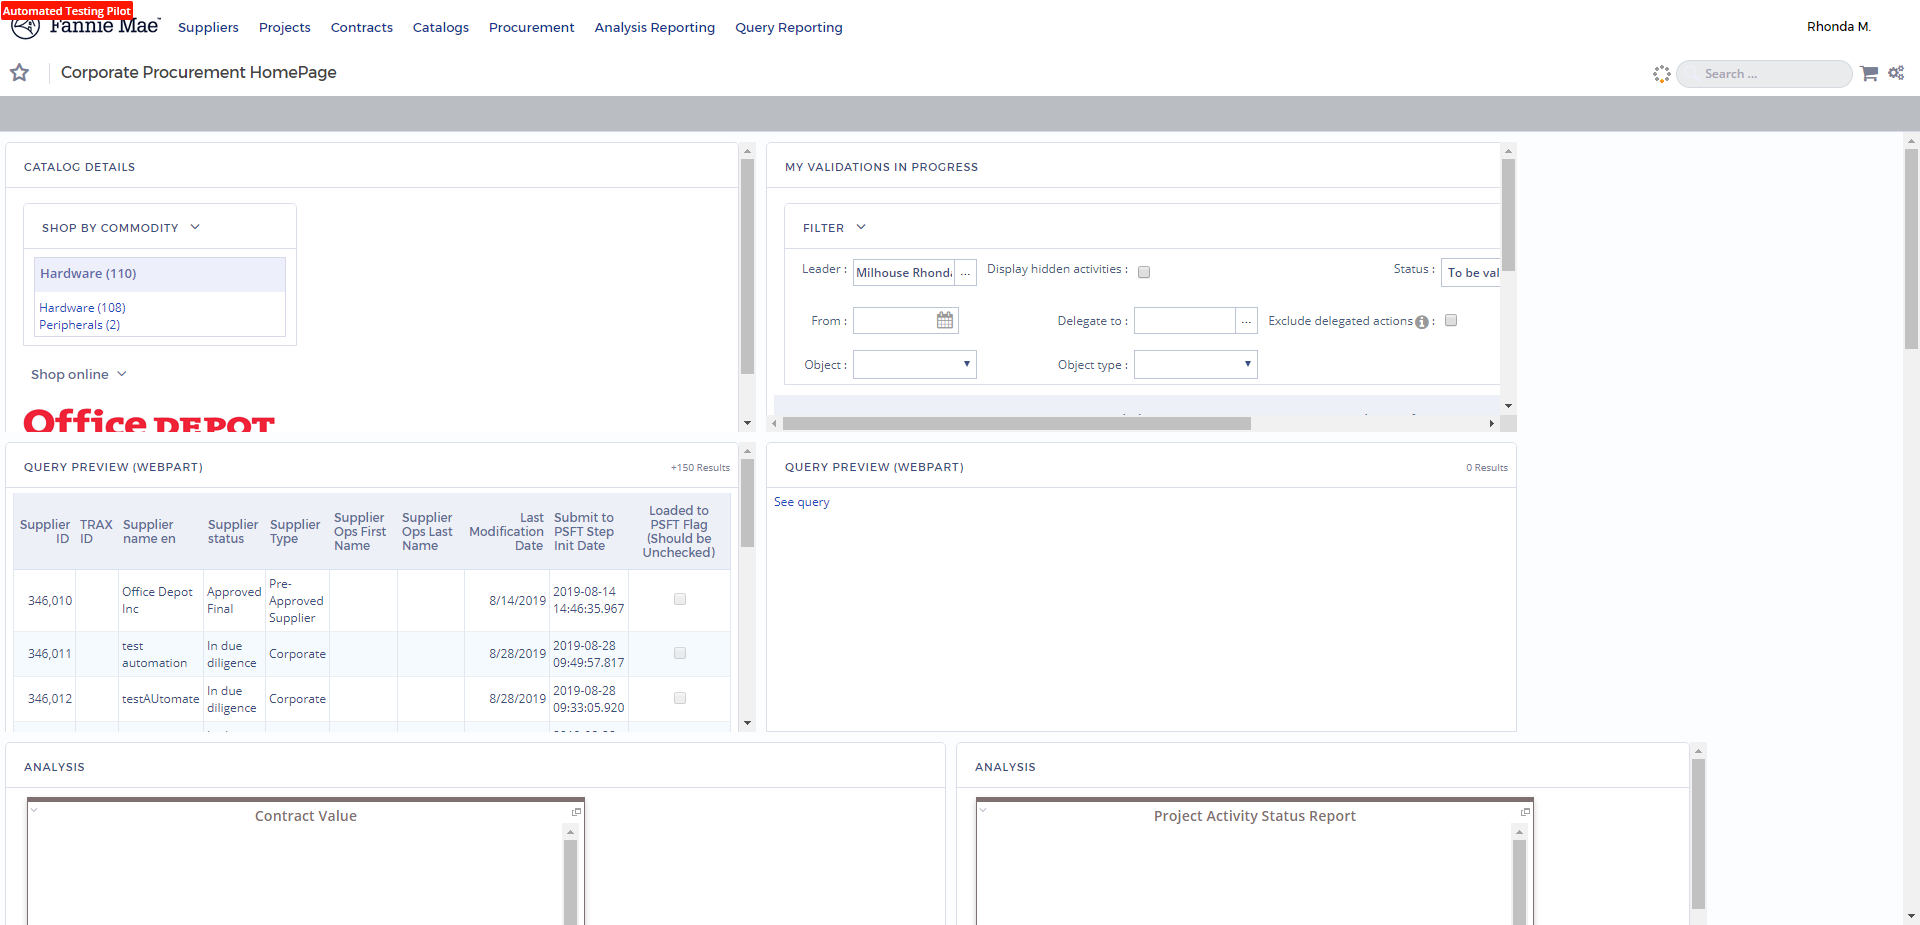 Automated Testing Pilot
Fannie Mae
Suppliers
Projects
Contracts
Catalogs
Procurement
Analysis Reporting
Query Reporting
Rhonda M.
Corporate Procurement HomePage
Search ...
CATALOG DETAILS
SHOP BY COMMODITY
Hardware (110)
Hardware (108)
Peripherals (2)
Shop online
Office DEPOT
MY VALIDATIONS IN PROGRESS
FILTER
Leader :
Milhouse Rhond
...
Display hidden activities :
Status :
To be val
From :
Delegate to :
...
Exclude delegated actions :
Object :
Object type :
QUERY PREVIEW (WEBPART)
+150 Results
Supplier ID
TRAX ID
Supplier name en
Supplier status
Supplier Type
Supplier Ops First Name
Supplier Ops Last Name
Last Modification Date
Submit to PSFT Step Init Date
Loaded to PSFT Flag (Should be Unchecked)
346,010
Office Depot Inc
Approved Final
Pre-Approved Supplier
8/14/2019
2019-08-14 14:46:35.967
346,011
test automation
In due diligence
Corporate
8/28/2019
2019-08-28 09:49:57.817
346,012
testAUtomate
In due diligence
Corporate
8/28/2019
2019-08-28 09:33:05.920
QUERY PREVIEW (WEBPART)
0 Results
See query
ANALYSIS
Contract Value
ANALYSIS
Project Activity Status Report